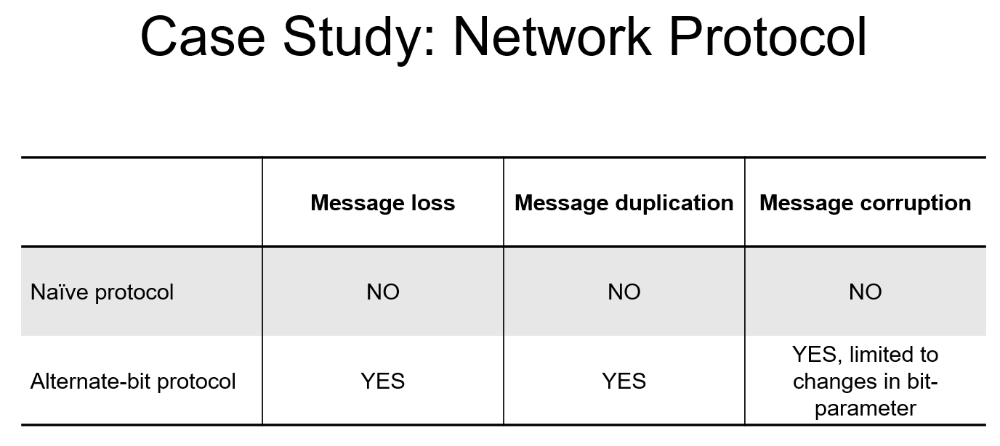 Case Study: Network Protocol
Message loss
Message duplication
Message corruption
Naïve protocol
NO
NO
NO
Alternate-bit protocol
YES
YES
YES, limited to
changes in bit-
parameter